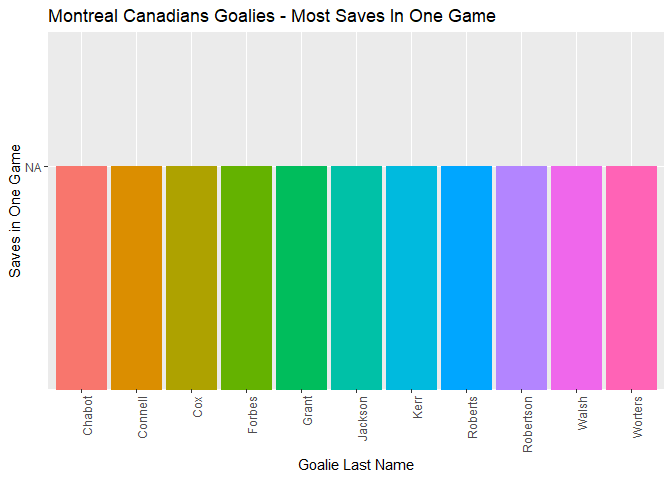 Montreal Canadians Goalies - Most Saves In One Game
Saves in One Game
NA
Chabot
Connell
Cox
Forbes
Grant
Jackson
Kerr
Roberts
Robertson
Walsh
Worters
Goalie Last Name